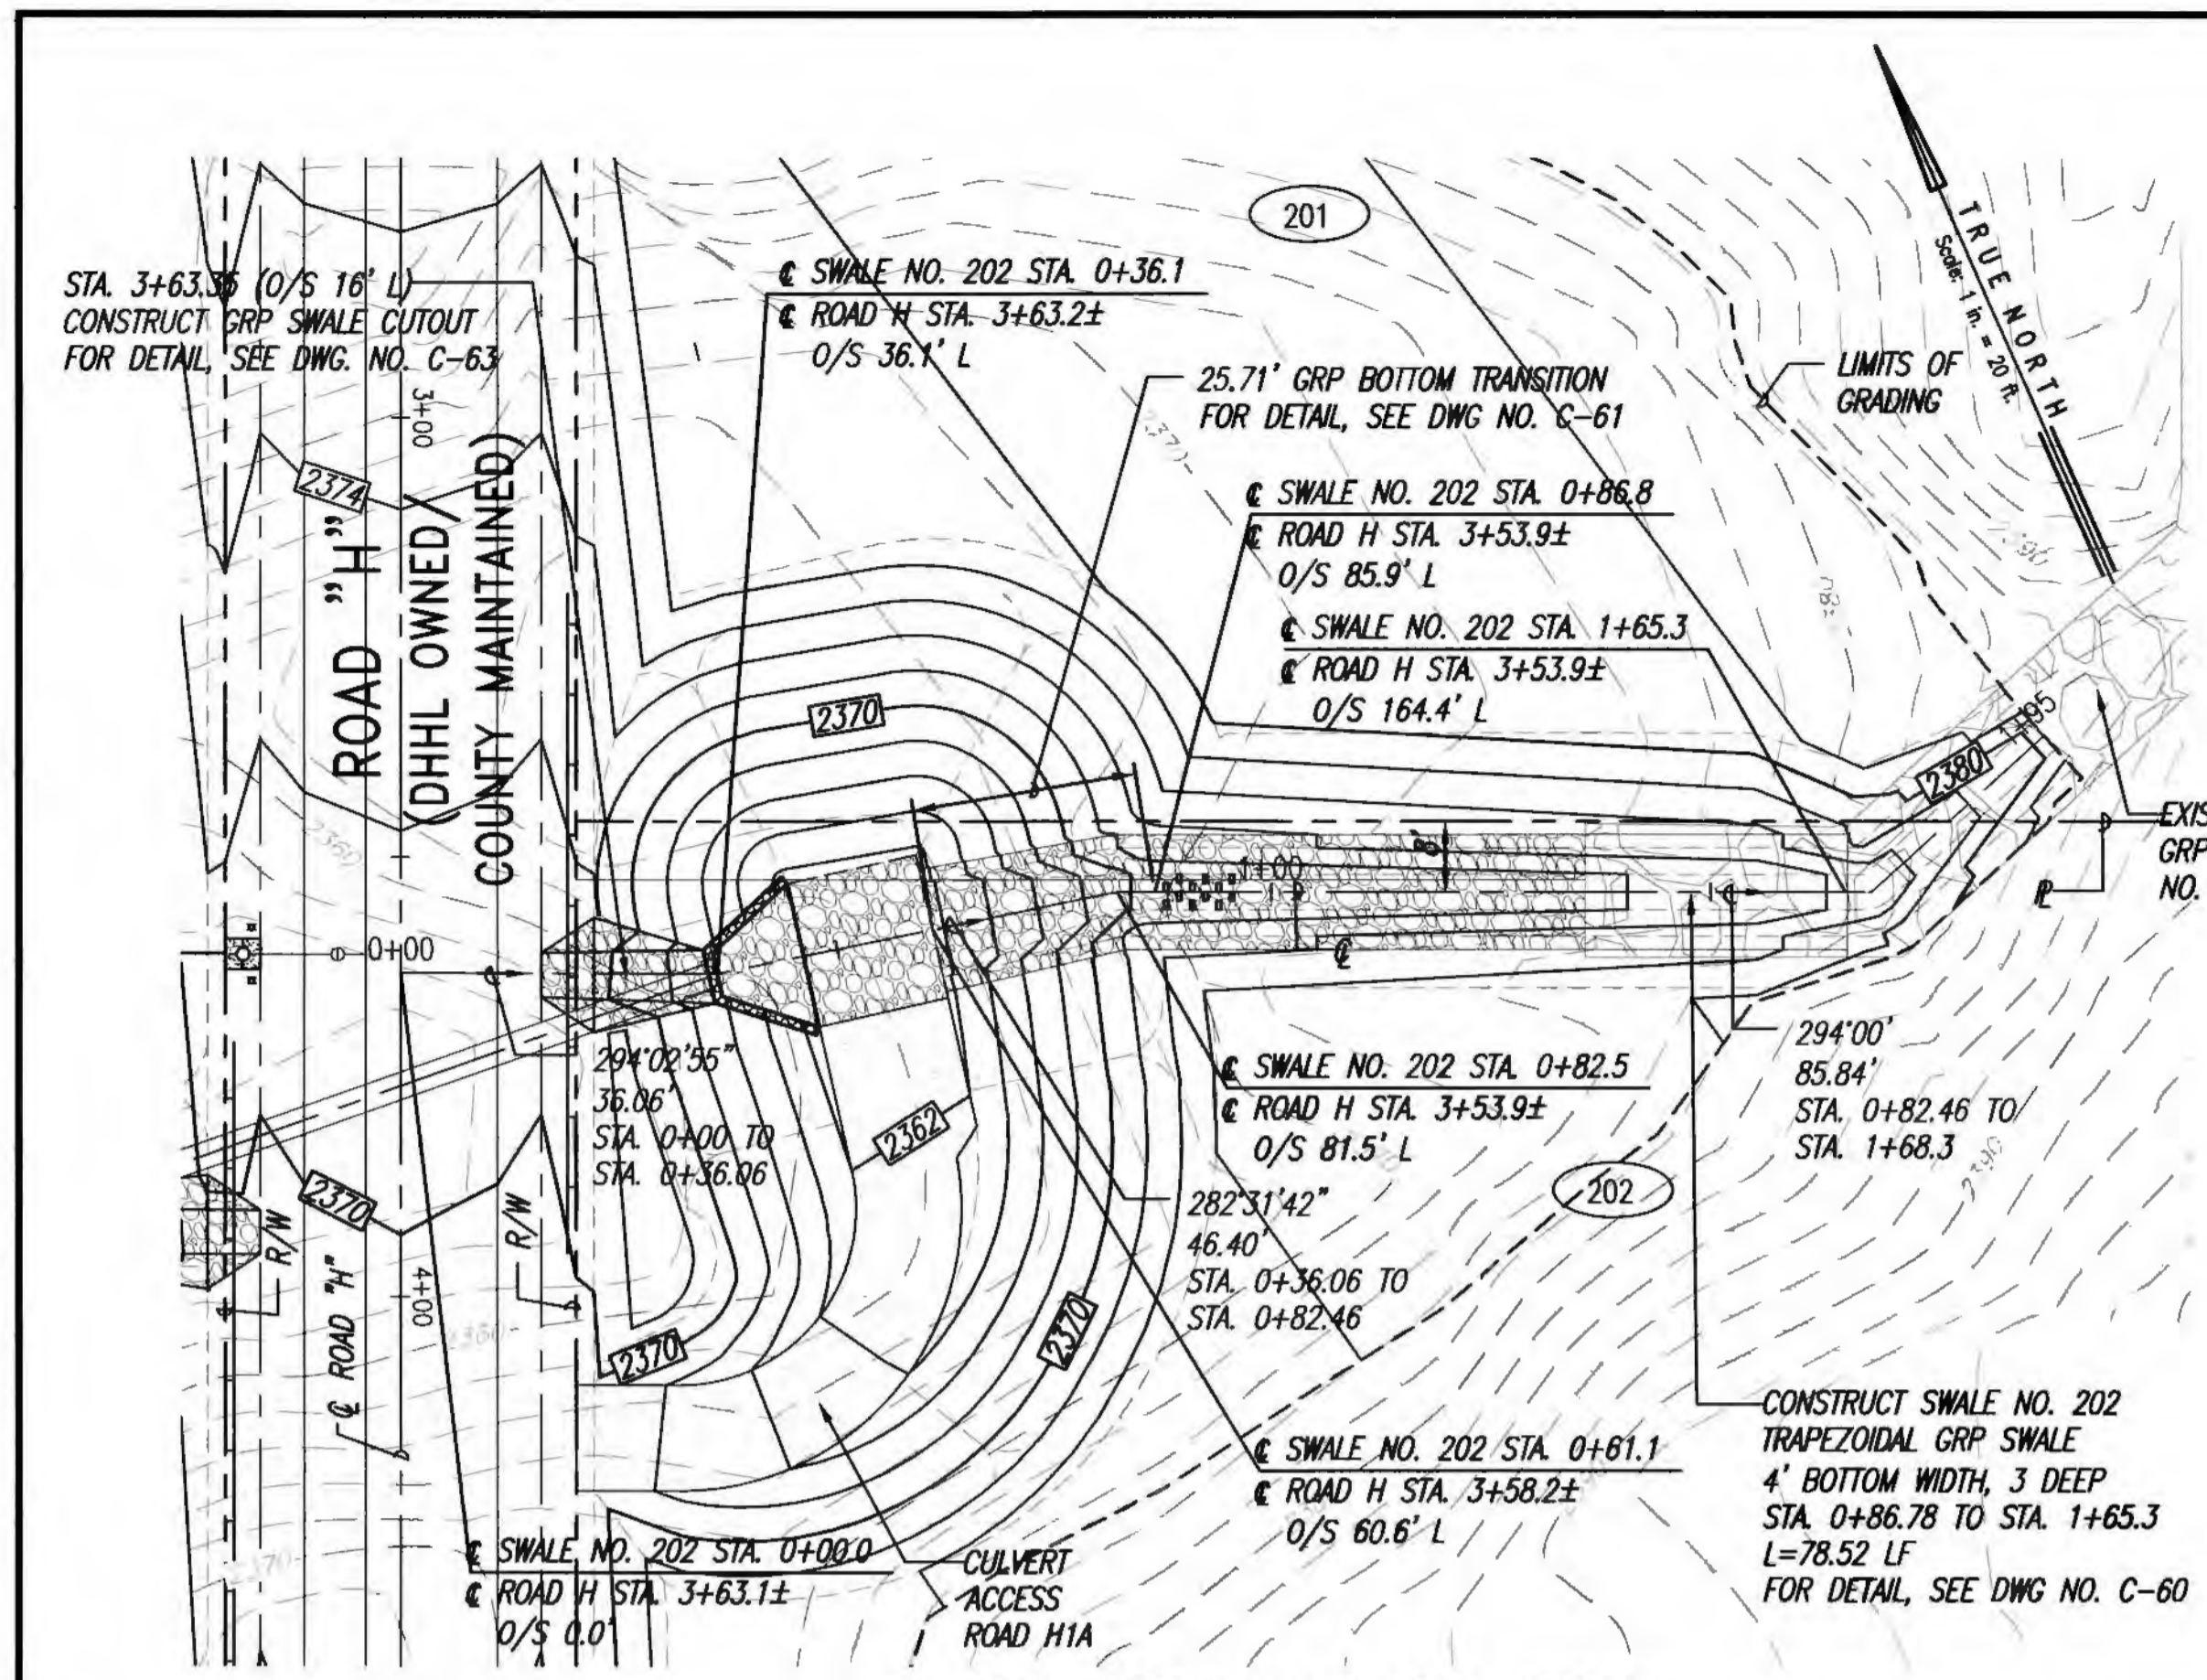 201
TRUE NORTH
Scale: 1 in. = 20 ft.
STA. 3+63.36 (O/S 16' L)
CONSTRUCT GRP SWALE CUTOUT
FOR DETAIL, SEE DWG. NO. C-63
℄ SWALE NO. 202 STA. 0+36.1
℄ ROAD H STA. 3+63.2±
O/S 36.1' L
25.71' GRP BOTTOM TRANSITION
FOR DETAIL, SEE DWG NO. C-61
LIMITS OF
GRADING
℄ SWALE NO. 202 STA. 0+86.8
℄ ROAD H STA. 3+53.9±
O/S 85.9' L
℄ SWALE NO. 202 STA. 1+65.3
℄ ROAD H STA. 3+53.9±
O/S 164.4' L
3+00
2374
ROAD "H"
(DHHL OWNED/
COUNTY MAINTAINED)
2370
2370
2390
2360
2380
1+95
EXIS
GRP
NO.
8'
1+00
℄
℄
℄
0+00
294°02'55"
36.06'
STA. 0+00 TO
STA. 0+36.06
2362
℄ SWALE NO. 202 STA. 0+82.5
℄ ROAD H STA. 3+53.9±
O/S 81.5' L
294°00'
85.84'
STA. 0+82.46 TO
STA. 1+68.3
202
282°31'42"
46.40'
STA. 0+36.06 TO
STA. 0+82.46
2390
2370
R/W
℄ ROAD "H"
4+00
R/W
2380
2370
2370
2370
℄ SWALE NO. 202 STA. 0+61.1
℄ ROAD H STA. 3+58.2±
O/S 60.6' L
CONSTRUCT SWALE NO. 202
TRAPEZOIDAL GRP SWALE
4' BOTTOM WIDTH, 3 DEEP
STA. 0+86.78 TO STA. 1+65.3
L=78.52 LF
FOR DETAIL, SEE DWG NO. C-60
℄ SWALE NO. 202 STA. 0+00.0
℄ ROAD H STA. 3+63.1±
O/S 0.0'
CULVERT
ACCESS
ROAD H1A